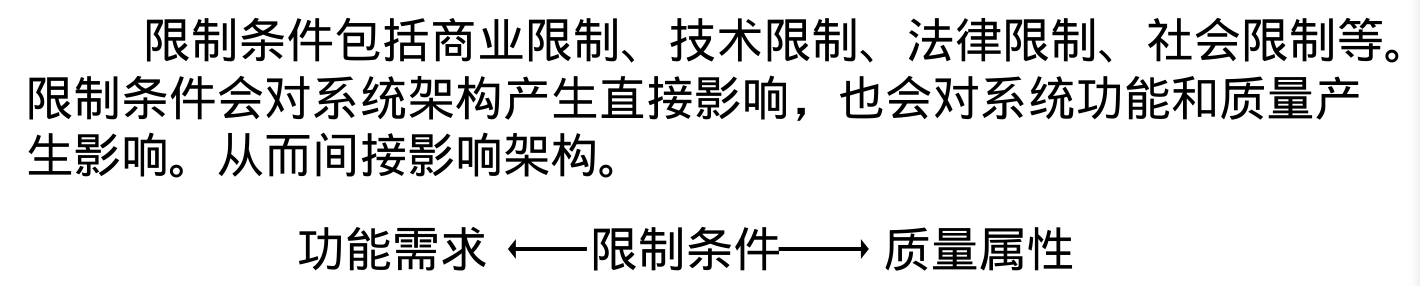 限制条件包括商业限制、技术限制、法律限制、社会限制等。
限制条件会对系统架构产生直接影响，也会对系统功能和质量产
生影响。从而间接影响架构。
功能需求 ←限制条件→ 质量属性